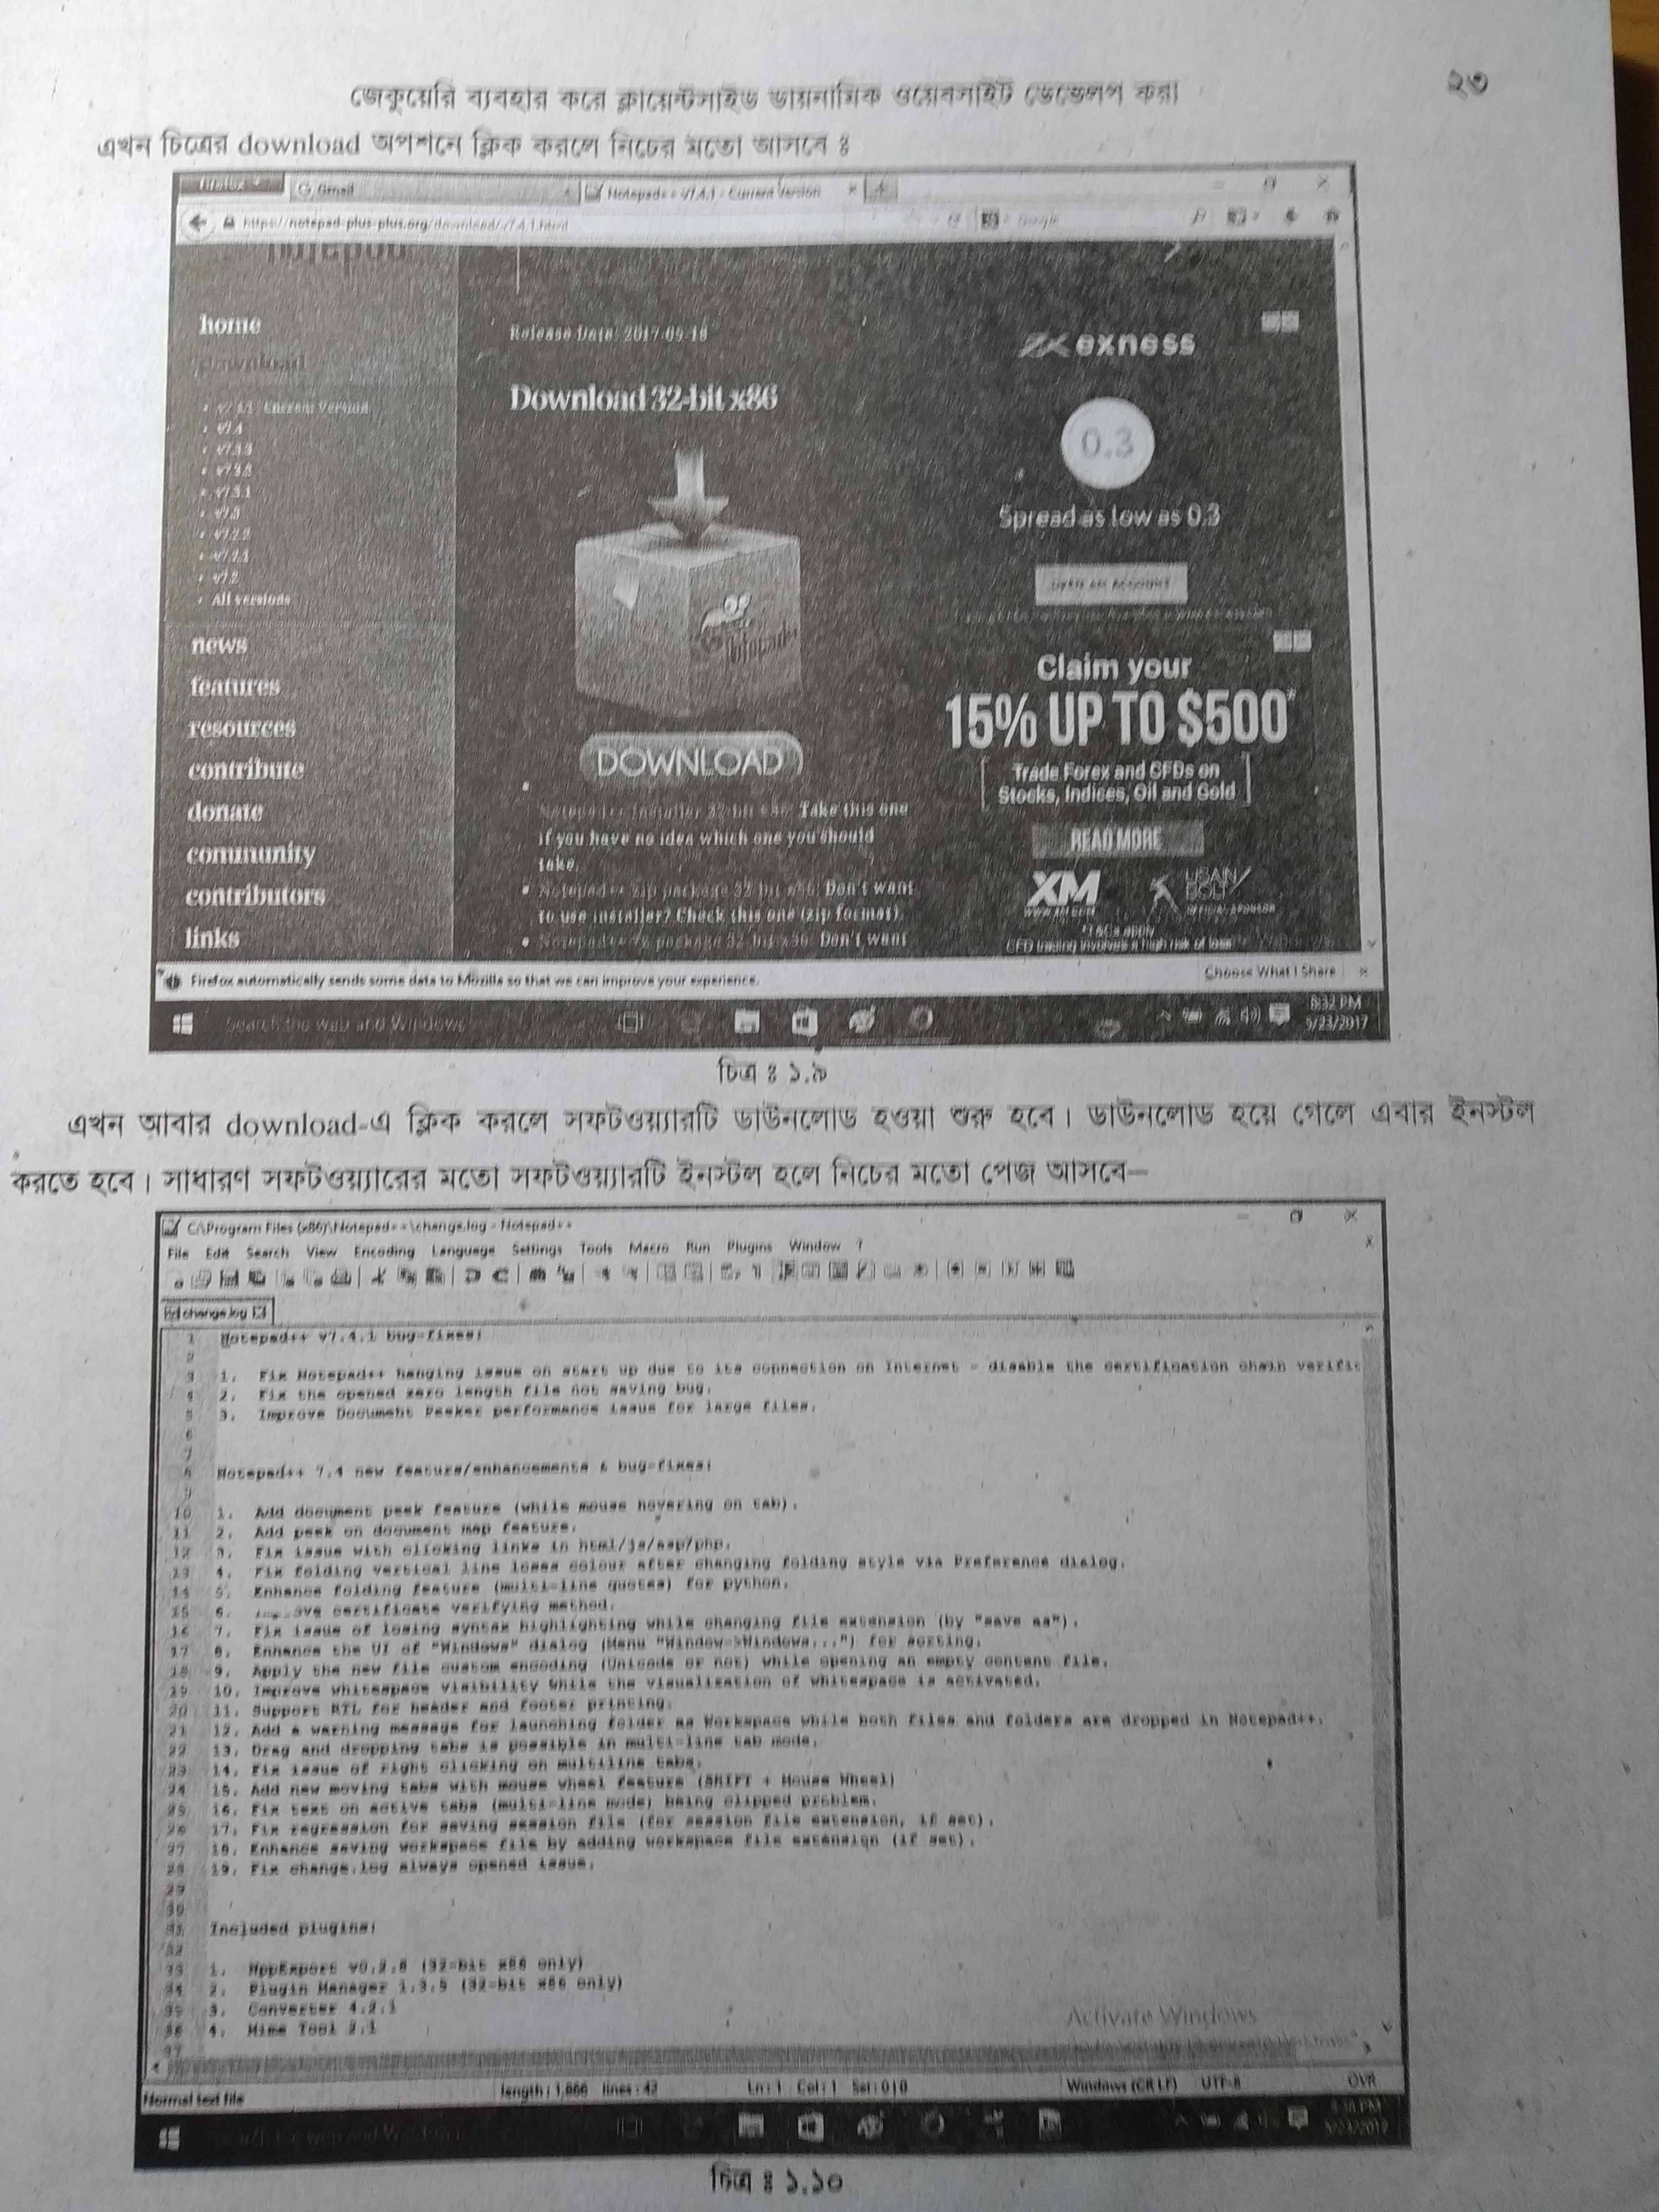 জেকুয়েরি ব্যবহার করে ক্লায়েন্টসাইড ডায়নামিক ওয়েবসাইট ডেভেলপ করা
২৩
এখন চিত্রের download অপশনে ক্লিক করলে নিচের মতো আসবে ঃ
Firefox
Gmail
Notepad++ v7.4.1 - Current Version
https://notepad-plus-plus.org/download/v7.4.1.html
Google
home
download
v7.4.1 Current Version
v7.4
v7.3.3
v7.3.2
v7.3.1
v7.3
v7.2.2
v7.2.1
v7.2
All versions
news
features
resources
contribute
donate
community
contributors
links
Release Date: 2017-05-18
Download 32-bit x86
Notepad++
DOWNLOAD
Notepad++ Installer 32-bit x86: Take this one
if you have no idea which one you should
take.
Notepad++ zip package 32-bit x86: Don't want
to use installer? Check this one (zip format).
Notepad++ 7z package 32-bit x86: Don't want
exness
0.3
Spread as low as 0.3
OPEN AN ACCOUNT
Claim your
15% UP TO $500*
Trade Forex and CFDs on
Stocks, Indices, Oil and Gold
READ MORE
XM
WWW.XM.COM
USAIN
BOLT
OFFICIAL SPONSOR
*T&Cs apply
CFD trading involves a high risk of loss
Firefox automatically sends some data to Mozilla so that we can improve your experience.
Choose What I Share
Search the web and Windows
8:32 PM
5/23/2017
চিত্র ঃ ১.৯
এখন আবার download-এ ক্লিক করলে সফটওয়্যারটি ডাউনলোড হওয়া শুরু হবে। ডাউনলোড হয়ে গেলে এবার ইনস্টল
করতে হবে। সাধারণ সফটওয়্যারের মতো সফটওয়্যারটি ইনস্টল হলে নিচের মতো পেজ আসবে—
C:\Program Files (x86)\Notepad++\change.log - Notepad++
File Edit Search View Encoding Language Settings Tools Macro Run Plugins Window ?
change.log
1 Notepad++ v7.4.1 bug-fixes:
2
3 1. Fix Notepad++ hanging issue on start up due to its connection on Internet - disable the certification chain verific
4 2. Fix the opened zero length file not saving bug.
5 3. Improve Document Peeker performance issue for large files.
6
7
8 Notepad++ 7.4 new feature/enhancements & bug-fixes:
9
10 1. Add document peek feature (while mouse hovering on tab).
11 2. Add peek on document map feature.
12 3. Fix issue with clicking links in html/js/asp/php.
13 4. Fix folding vertical line loses colour after changing folding style via Preference dialog.
14 5. Enhance folding feature (multi-line quotes) for python.
15 6. certificate verifying method.
16 7. Fix issue of losing syntax highlighting while changing file extension (by "save as").
17 8. Enhance the UI of "Windows" dialog (Menu "Window->Windows...") for sorting.
18 9. Apply the new file custom encoding (Unicode or not) while opening an empty content file.
19 10. Improve whitespace visibility while the visualization of whitespace is activated.
20 11. Support RTL for header and footer printing.
21 12. Add a warning message for launching folder as Workspace while both files and folders are dropped in Notepad++.
22 13. Drag and dropping tabs is possible in multi-line tab mode.
23 14. Fix issue of right clicking on multiline tabs.
24 15. Add new moving tabs with mouse wheel feature (SHIFT + Mouse Wheel)
25 16. Fix text on active tabs (multi-line mode) being clipped problem.
26 17. Fix regression for saving session file (for session file extension, if set).
27 18. Enhance saving workspace file by adding workspace file extension (if set).
28 19. Fix change.log always opened issue.
29
30
31 Included plugins:
32
33 1. NppExport v0.2.8 (32-bit x86 only)
34 2. Plugin Manager 1.3.5 (32-bit x86 only)
35 3. Converter 4.2.1
36 4. Mime Tool 2.1
37
Activate Windows
Normal text file
length : 1,866 lines : 42
Ln : 1 Col : 1 Sel : 0 | 0
Windows (CR LF)
UTF-8
OVR
চিত্র ঃ ১.১০